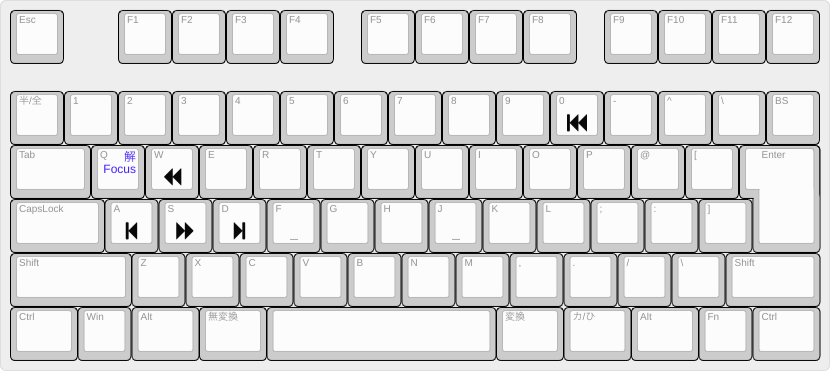 Esc F1 F2 F3 F4 F5 F6 F7 F8 F9 F10 F11 F12
半/全 1 2 3 4 5 6 7 8 9 0 - ^ \ BS
Tab Q 解 W E R T Y U I O P @ [ Enter
Focus
CapsLock A S D F G H J K L ; : ]
_ _
Shift Z X C V B N M , . / \ Shift
Ctrl Win Alt 無変換 変換 カ/ひ Alt Fn Ctrl